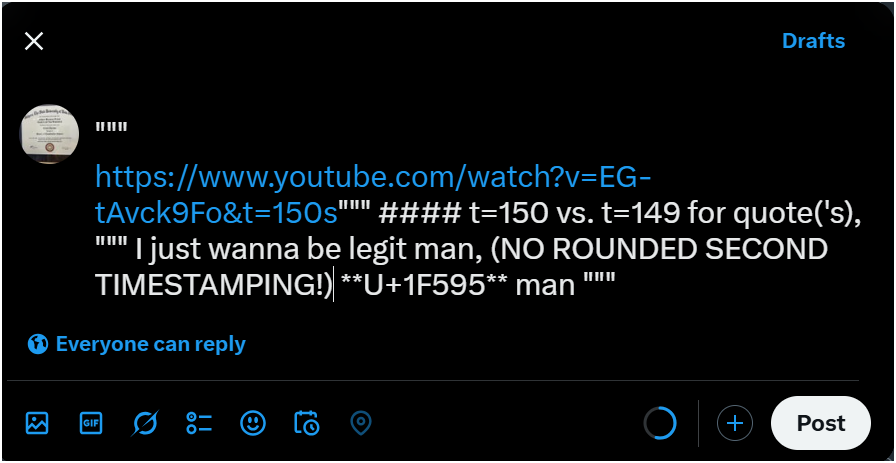 Drafts
"""
https://www.youtube.com/watch?v=EG-
tAvck9Fo&t=150s""" #### t=150 vs. t=149 for quote('s),
""" I just wanna be legit man, (NO ROUNDED SECOND
TIMESTAMPING!) **U+1F595** man """
Everyone can reply
GIF
Post